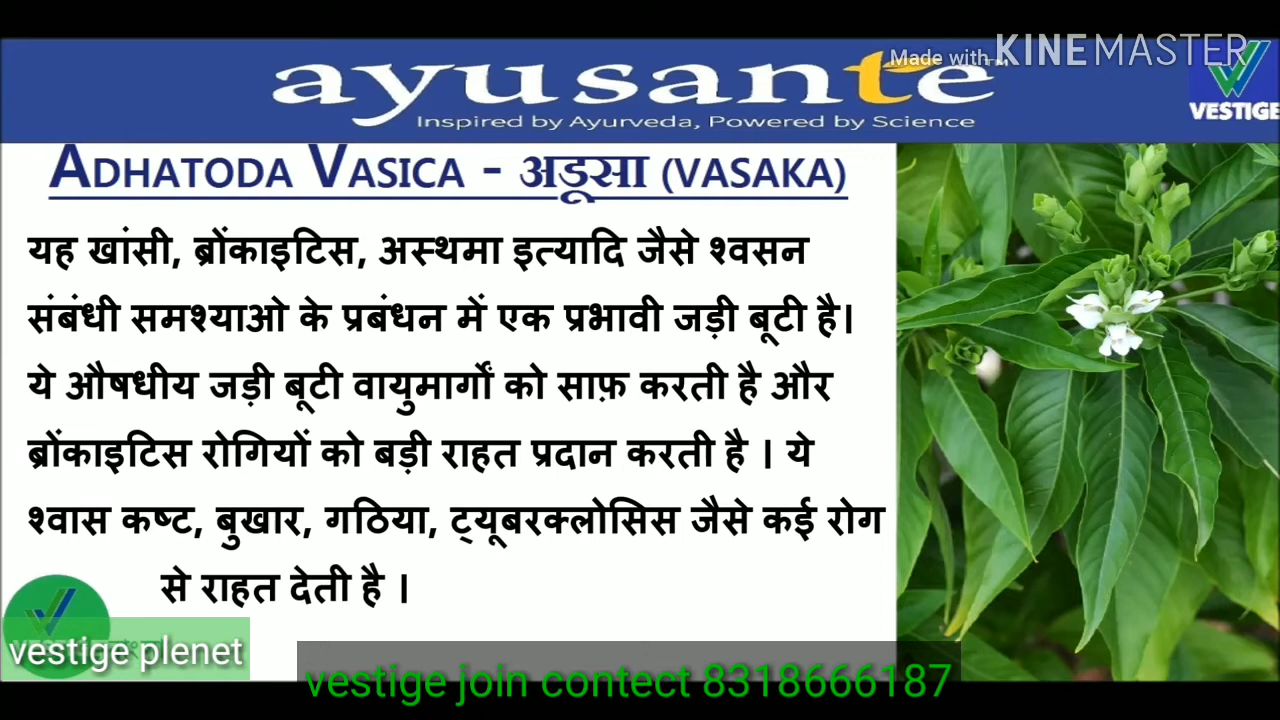 Made with KINEMASTER
ayusante™
Inspired by Ayurveda, Powered by Science
VESTIGE
ADHATODA VASICA - अडूसा (VASAKA)
यह खांसी, ब्रोंकाइटिस, अस्थमा इत्यादि जैसे श्वसन
संबंधी समश्याओ के प्रबंधन में एक प्रभावी जड़ी बूटी है।
ये औषधीय जड़ी बूटी वायुमार्गों को साफ़ करती है और
ब्रोंकाइटिस रोगियों को बड़ी राहत प्रदान करती है । ये
श्वास कष्ट, बुखार, गठिया, ट्यूबरक्लोसिस जैसे कई रोग
से राहत देती है ।
vestige plenet
vestige join contect 8318666187